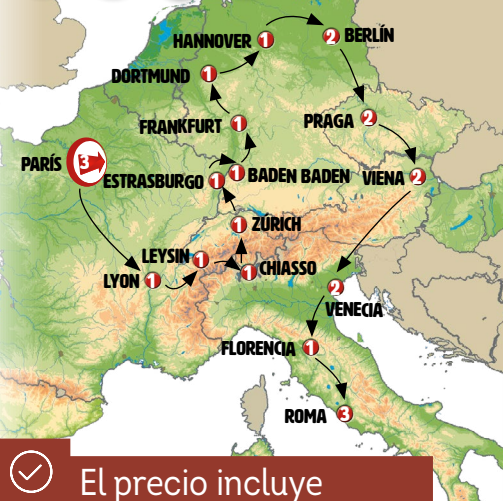 HANNOVER 1
2 BERLÍN
DORTMUND 1
FRANKFURT 1
PRAGA 2
PARÍS 3
ESTRASBURGO 1
1 BADEN BADEN
VIENA 2
1 ZÚRICH
LEYSIN 1
LYON 1
1 CHIASSO
2
VENECIA
FLORENCIA 1
ROMA 3
El precio incluye